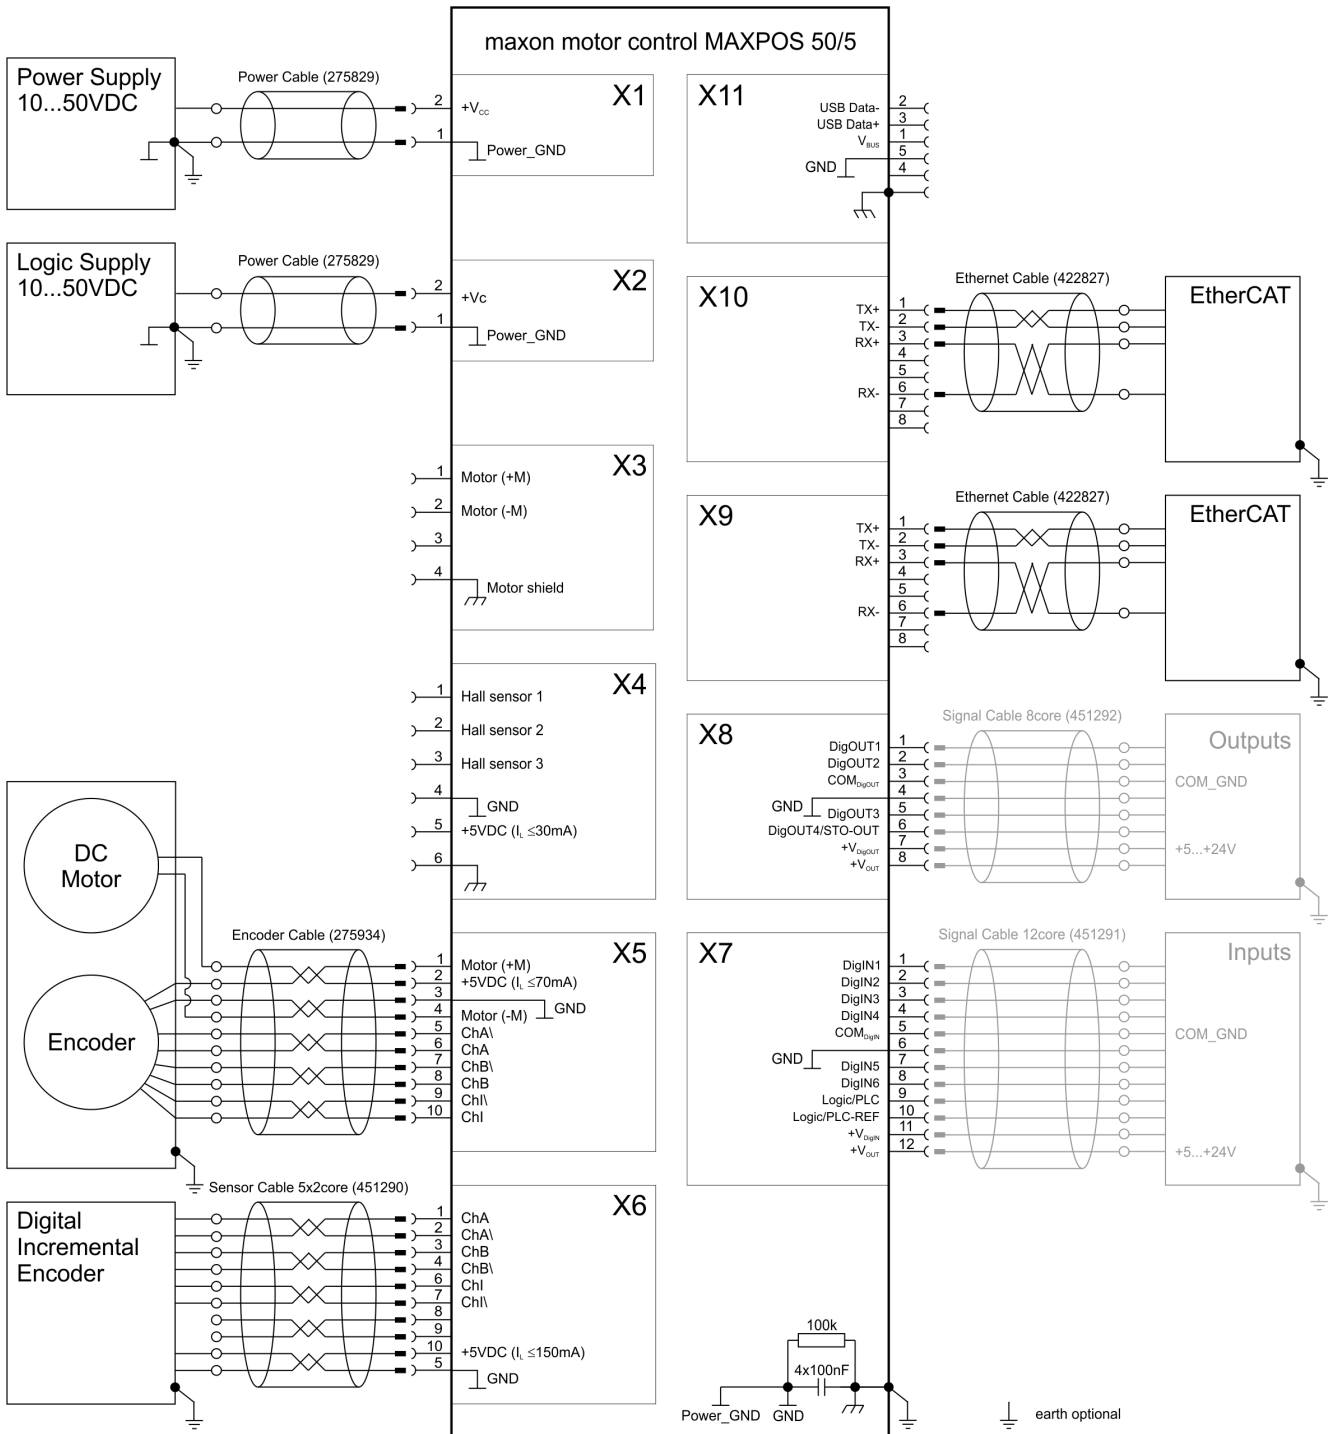 maxon motor control MAXPOS 50/5
Power Supply
10...50VDC
Power Cable (275829)
X1
2
+Vcc
1
Power_GND
Logic Supply
10...50VDC
Power Cable (275829)
X2
2
+Vc
1
Power_GND
X3
1
Motor (+M)
2
Motor (-M)
3
4
Motor shield
X4
1
Hall sensor 1
2
Hall sensor 2
3
Hall sensor 3
4
GND
5
+5VDC (IL ≤30mA)
6
DC
Motor
Encoder
Encoder Cable (275934)
X5
1
Motor (+M)
2
+5VDC (IL ≤70mA)
3
GND
4
Motor (-M)
5
ChA\
6
ChA
7
ChB\
8
ChB
9
ChI\
10
ChI
Digital
Incremental
Encoder
Sensor Cable 5x2core (451290)
X6
1
ChA
2
ChA\
3
ChB
4
ChB\
6
ChI
7
ChI\
8
9
10
+5VDC (IL ≤150mA)
5
GND
X11
USB Data-
2
USB Data+
3
VBUS
1
GND
5
4
X10
TX+
1
TX-
2
RX+
3
4
5
RX-
6
7
8
Ethernet Cable (422827)
EtherCAT
X9
TX+
1
TX-
2
RX+
3
4
5
RX-
6
7
8
Ethernet Cable (422827)
EtherCAT
X8
DigOUT1
1
DigOUT2
2
COMDigOUT
3
GND
4
DigOUT3
5
DigOUT4/STO-OUT
6
+VDigOUT
7
+VOUT
8
Signal Cable 8core (451292)
Outputs
COM_GND
+5...+24V
X7
DigIN1
1
DigIN2
2
DigIN3
3
DigIN4
4
COMDigIN
5
GND
6
DigIN5
7
DigIN6
8
Logic/PLC
9
Logic/PLC-REF
10
+VDigIN
11
+VOUT
12
Signal Cable 12core (451291)
Inputs
COM_GND
+5...+24V
100k
4x100nF
Power_GND
GND
earth optional